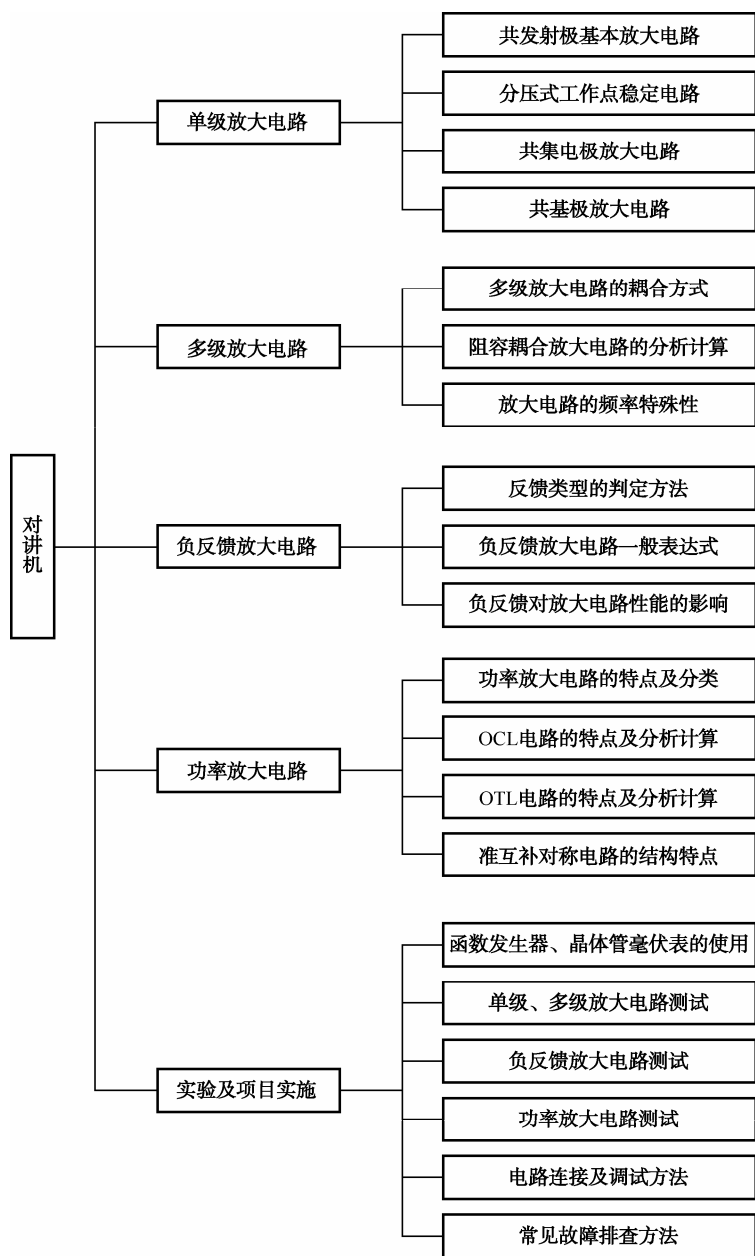 对讲机
单级放大电路
共发射极基本放大电路
分压式工作点稳定电路
共集电极放大电路
共基极放大电路
多级放大电路
多级放大电路的耦合方式
阻容耦合放大电路的分析计算
放大电路的频率特殊性
负反馈放大电路
反馈类型的判定方法
负反馈放大电路一般表达式
负反馈对放大电路性能的影响
功率放大电路
功率放大电路的特点及分类
OCL电路的特点及分析计算
OTL电路的特点及分析计算
准互补对称电路的结构特点
实验及项目实施
函数发生器、晶体管毫伏表的使用
单级、多级放大电路测试
负反馈放大电路测试
功率放大电路测试
电路连接及调试方法
常见故障排查方法